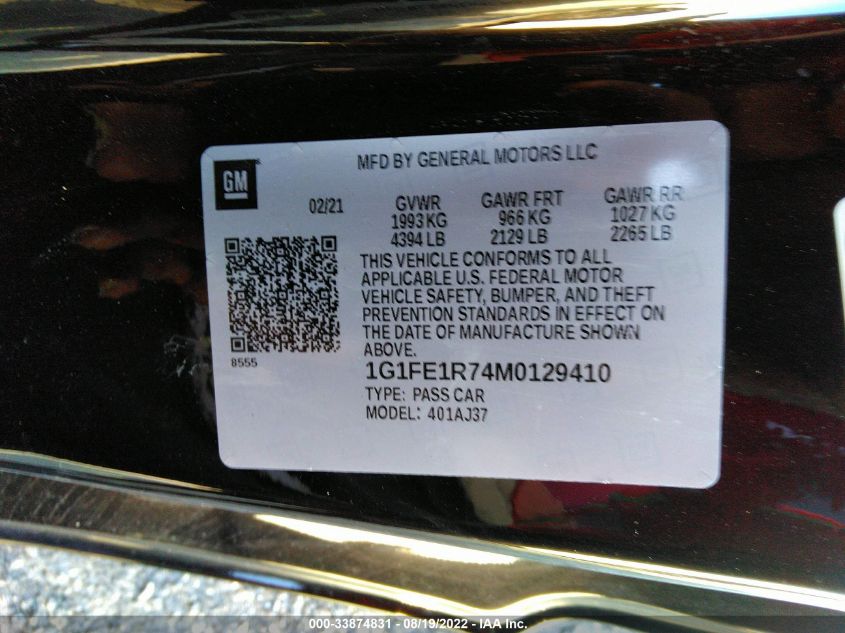 MFD BY GENERAL MOTORS LLC
GM
02/21
GVWR GAWR FRT GAWR RR
1993 KG 966 KG 1027 KG
4394 LB 2129 LB 2265 LB
THIS VEHICLE CONFORMS TO ALL
APPLICABLE U.S. FEDERAL MOTOR
VEHICLE SAFETY, BUMPER, AND THEFT
PREVENTION STANDARDS IN EFFECT ON
THE DATE OF MANUFACTURE SHOWN
ABOVE.
8555
1G1FE1R74M0129410
TYPE: PASS CAR
MODEL: 401AJ37
000-33874831 - 08/19/2022 - IAA Inc.